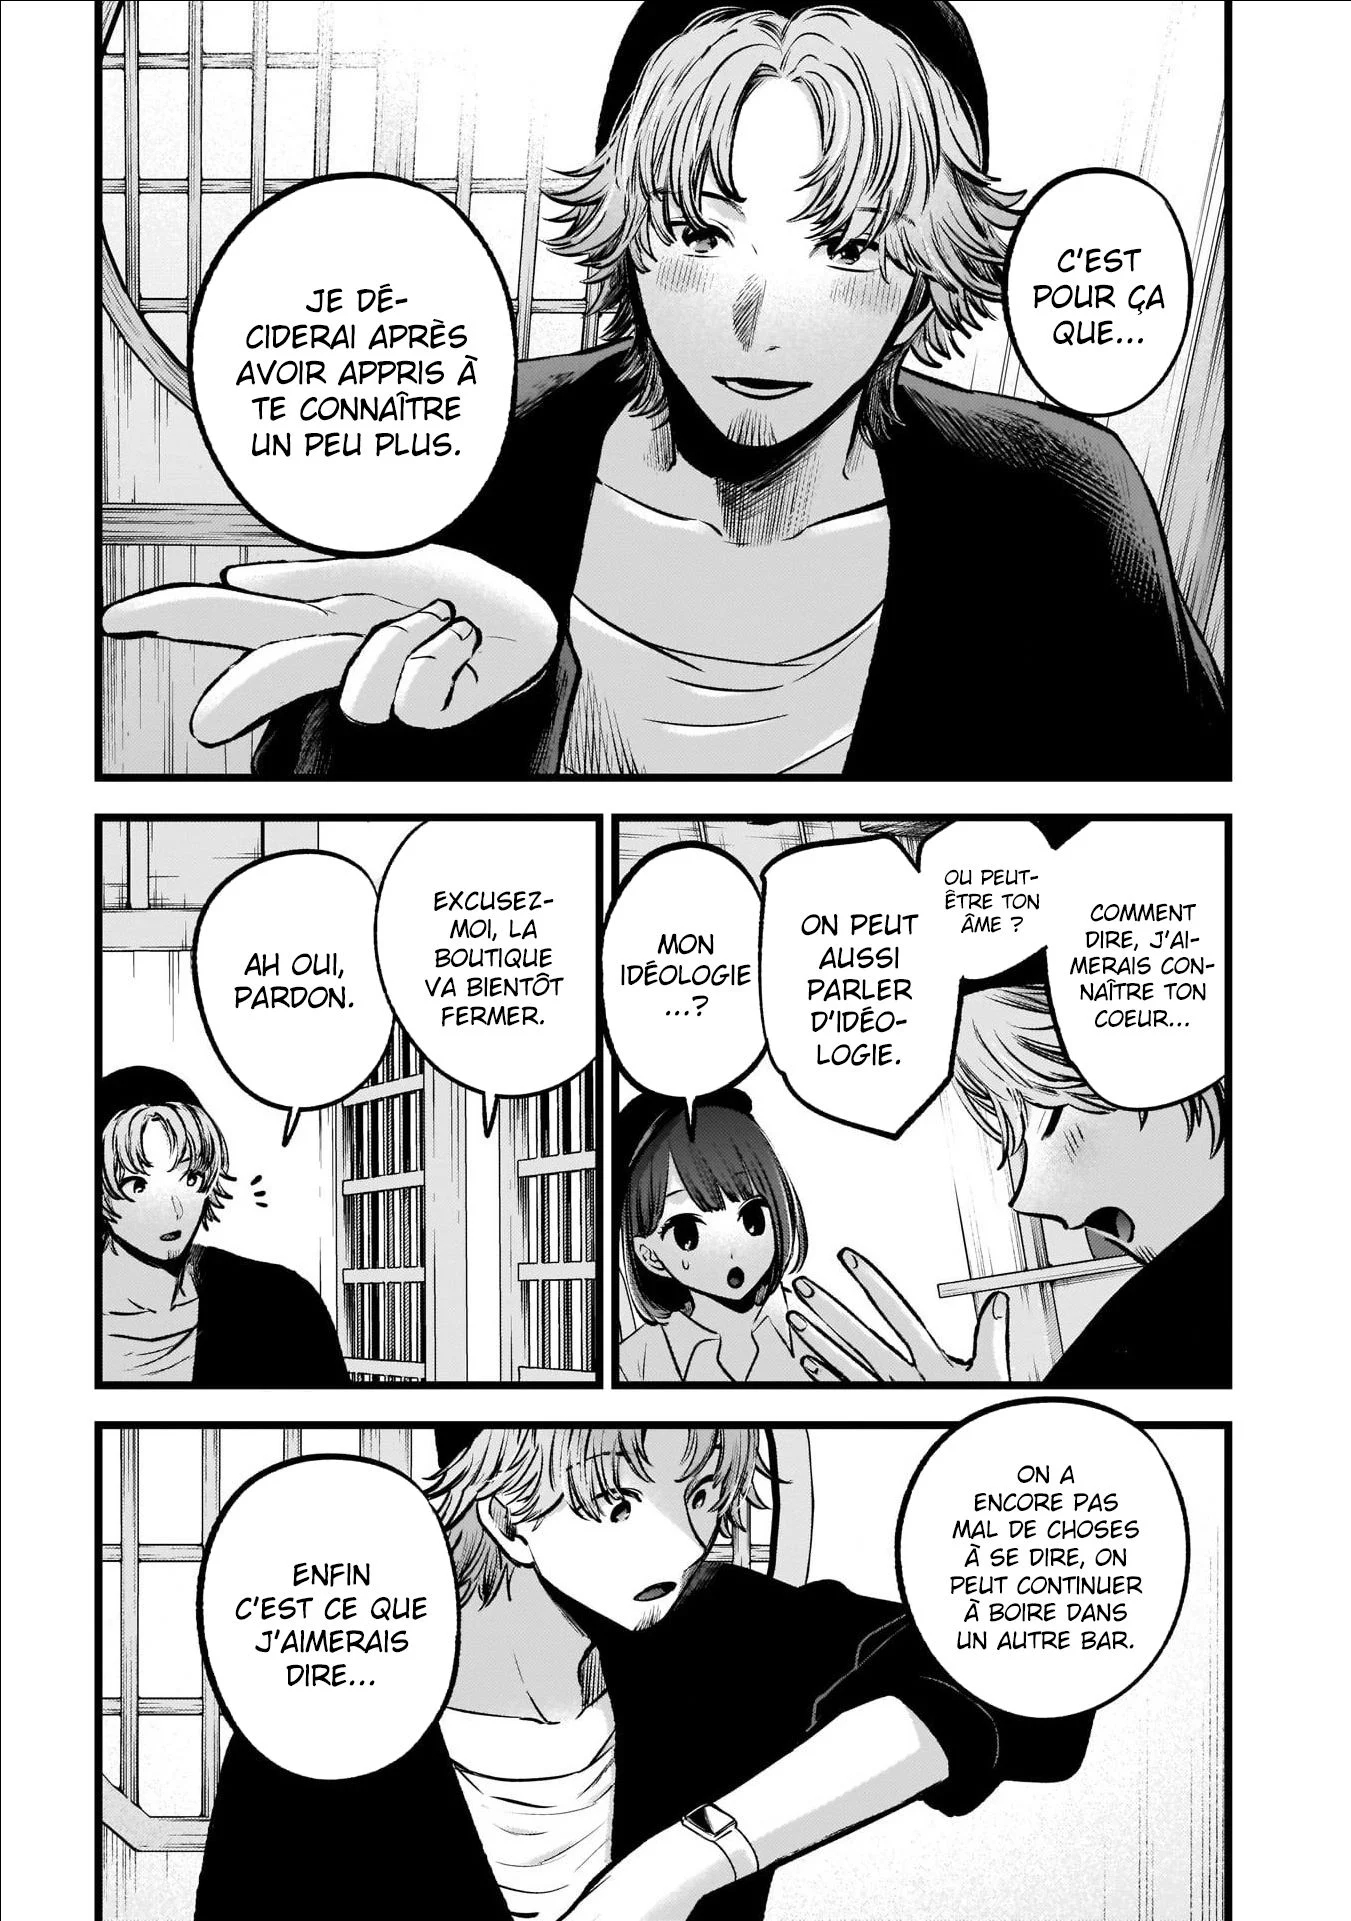 C'EST
POUR ÇA
QUE...
JE DÉ-
CIDERAI APRÈS
AVOIR APPRIS À
TE CONNAÎTRE
UN PEU PLUS.
COMMENT
DIRE, J'AI-
MERAIS CON-
NAÎTRE TON
COEUR...
OU PEUT-
ÊTRE TON
ÂME ?
ON PEUT
AUSSI
PARLER
D'IDÉO-
LOGIE.
MON
IDÉOLOGIE
...?
EXCUSEZ-
MOI, LA
BOUTIQUE
VA BIENTÔT
FERMER.
AH OUI,
PARDON.
ON A
ENCORE PAS
MAL DE CHOSES
À SE DIRE, ON
PEUT CONTINUER
À BOIRE DANS
UN AUTRE BAR.
ENFIN
C'EST CE QUE
J'AIMERAIS
DIRE...